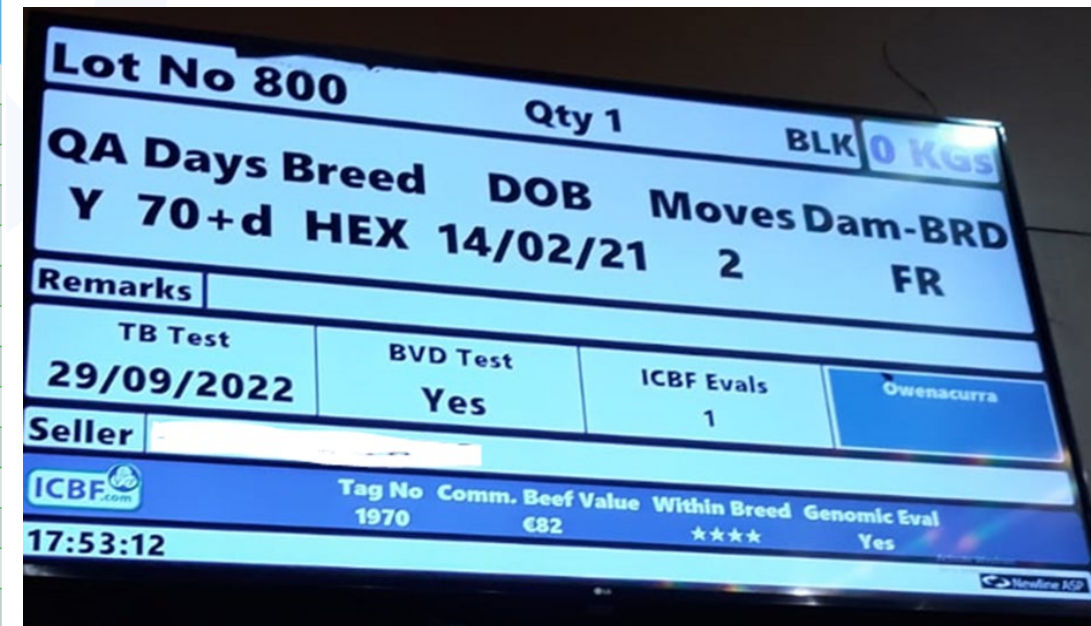 Lot No 800 Qty 1 BLK 0 KGs
QA Days Breed DOB Moves Dam-BRD
Y 70+d HEX 14/02/21 2 FR
Remarks
TB Test BVD Test ICBF Evals Owenacurra
29/09/2022 Yes 1
Seller
ICBF.com Tag No Comm. Beef Value Within Breed Genomic Eval
1970 €82 ★★★★ Yes
17:53:12
Newline ASP
LG